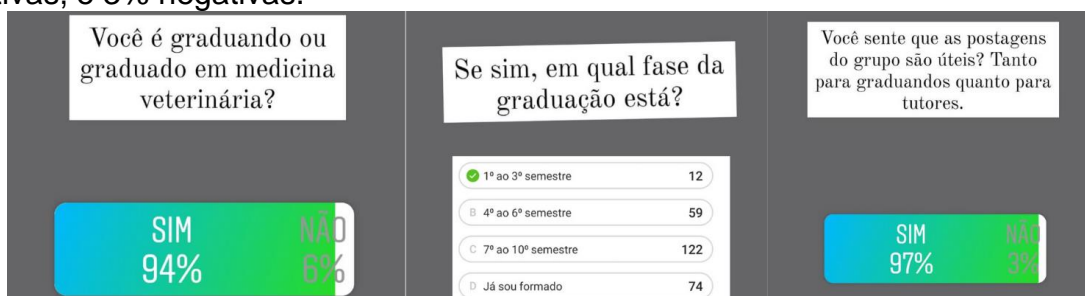 Você é graduando ou
graduado em medicina
veterinária?
SIM
94%
NÃO
6%
Se sim, em qual fase da
graduação está?
1º ao 3º semestre 12
B 4º ao 6º semestre 59
C 7º ao 10º semestre 122
D Já sou formado 74
Você sente que as postagens
do grupo são úteis? Tanto
para graduandos quanto para
tutores.
SIM
97%
NÃO
3%